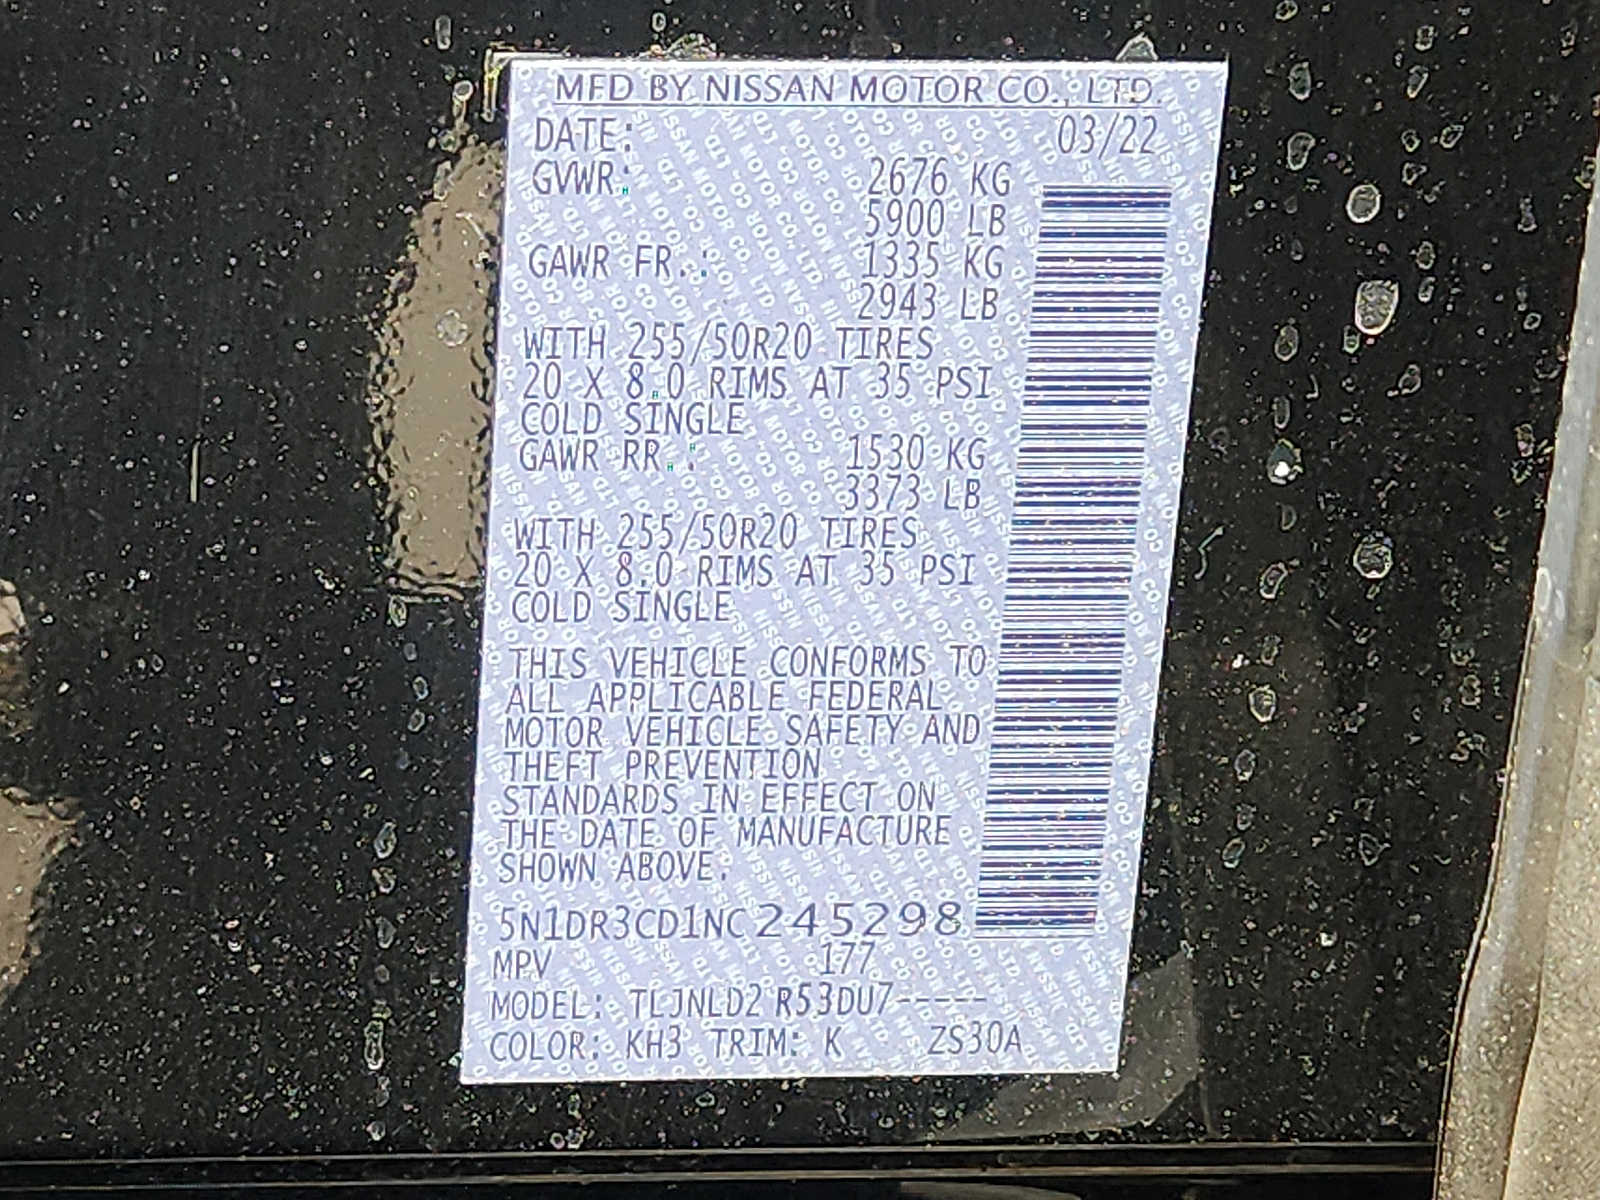 MFD BY NISSAN MOTOR CO., LTD.
DATE: 03/22
GVWR: 2676 KG
5900 LB
GAWR FR.: 1335 KG
2943 LB
WITH 255/50R20 TIRES
20 X 8.0 RIMS AT 35 PSI
COLD SINGLE
GAWR RR.: 1530 KG
3373 LB
WITH 255/50R20 TIRES
20 X 8.0 RIMS AT 35 PSI
COLD SINGLE
THIS VEHICLE CONFORMS TO
ALL APPLICABLE FEDERAL
MOTOR VEHICLE SAFETY AND
THEFT PREVENTION
STANDARDS IN EFFECT ON
THE DATE OF MANUFACTURE
SHOWN ABOVE.
5N1DR3CD1NC245298
MPV 177
MODEL: TLJNLD2 R53DU7-----
COLOR: KH3 TRIM: K ZS30A